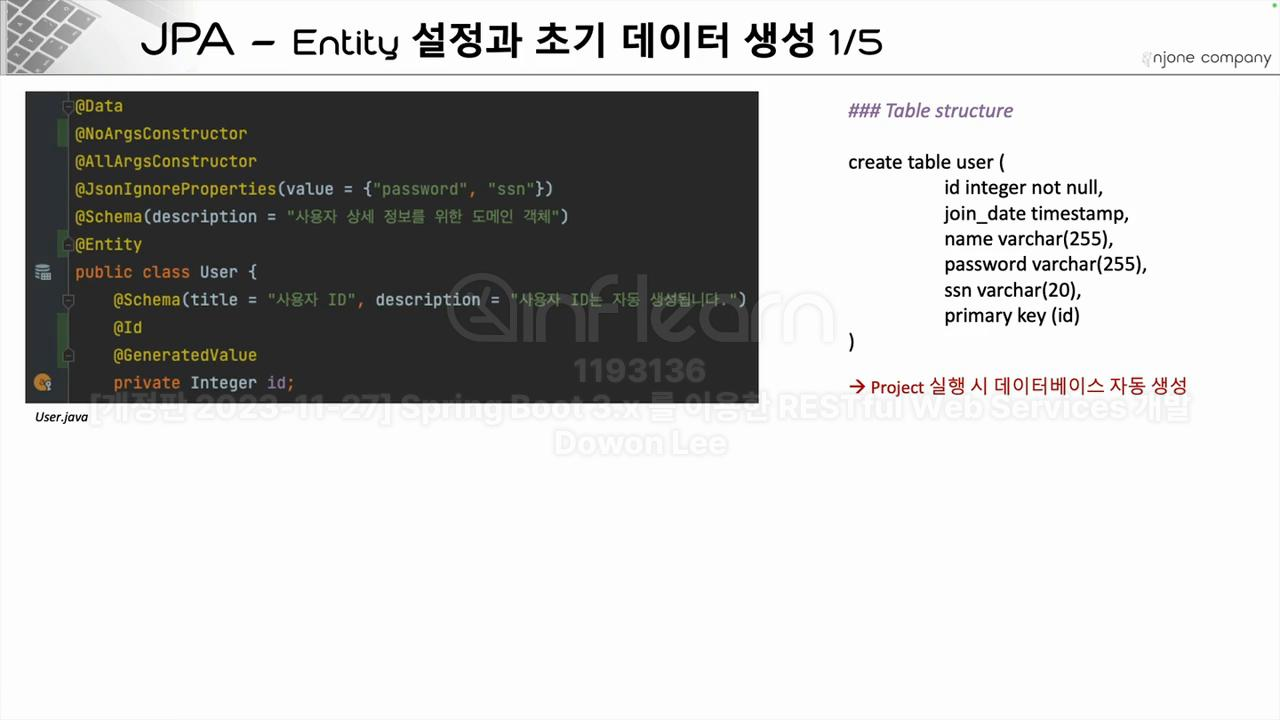 JPA – Entity 설정과 초기 데이터 생성 1/5
njone company
@Data
@NoArgsConstructor
@AllArgsConstructor
@JsonIgnoreProperties(value = {"password", "ssn"})
@Schema(description = "사용자 상세 정보를 위한 도메인 객체")
@Entity
public class User {
@Schema(title = "사용자 ID", description = "사용자 ID는 자동 생성됩니다.")
@Id
@GeneratedValue
private Integer id;
User.java
### Table structure
create table user (
id integer not null,
join_date timestamp,
name varchar(255),
password varchar(255),
ssn varchar(20),
primary key (id)
)
→ Project 실행 시 데이터베이스 자동 생성
inflearn
1193136
[개정판 2023-11-27] Spring Boot 3.x 를 이용한 RESTful Web Services 개발
Dowon Lee